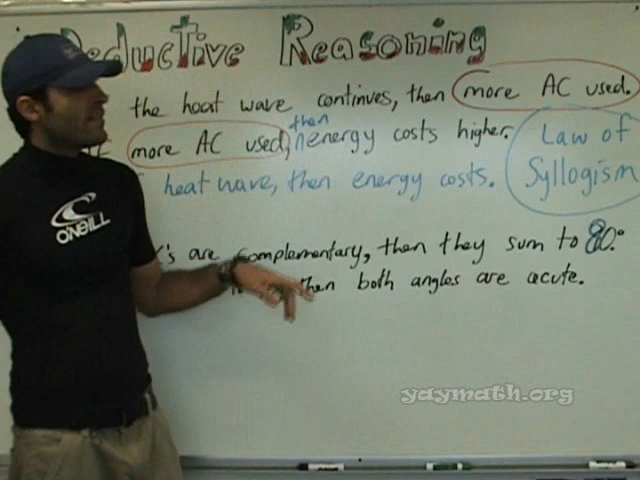 Deductive Reasoning
the heat wave continues, then more AC used.
more AC used, then energy costs higher.
heat wave, then energy costs.
Law of
Syllogism
∡'s are complementary, then they sum to 90.°
then both angles are acute.
O'NEILL
yaymath.org